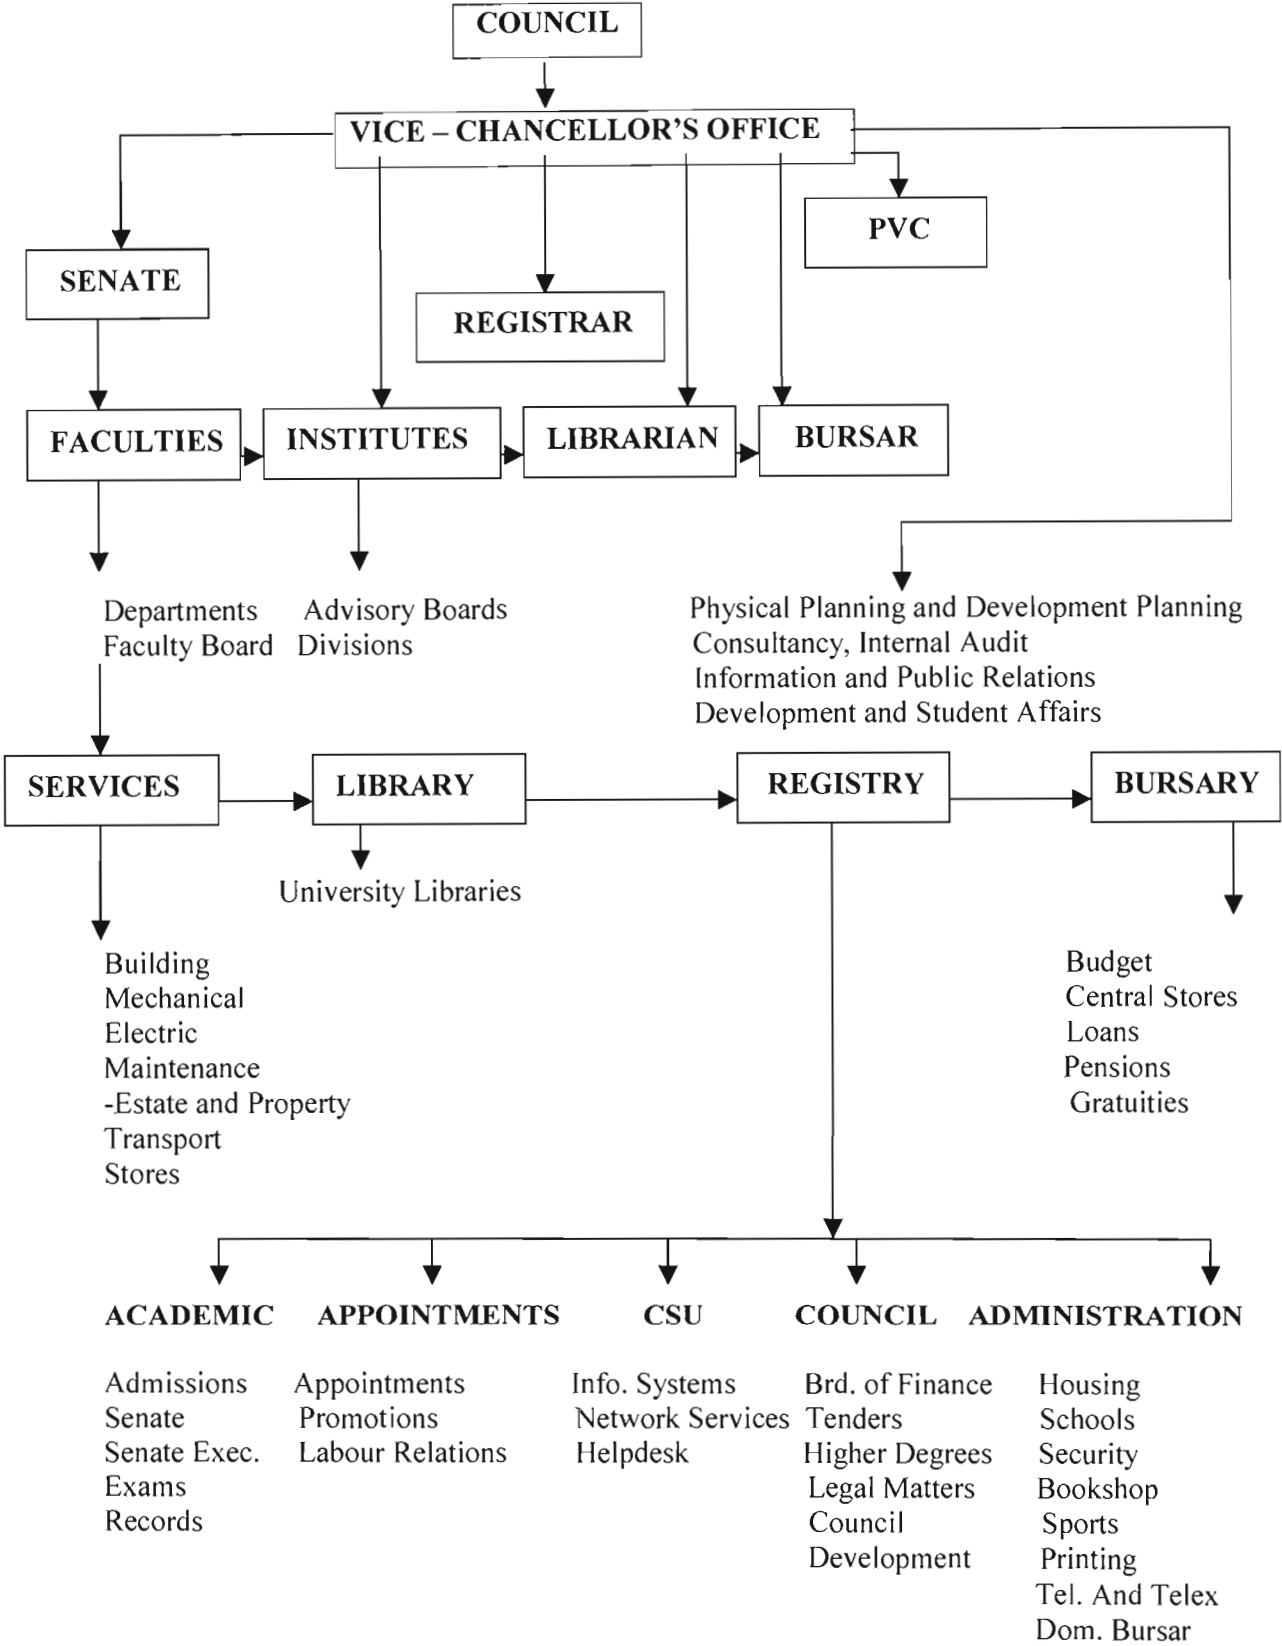 COUNCIL
VICE – CHANCELLOR'S OFFICE
PVC
SENATE
REGISTRAR
FACULTIES
INSTITUTES
LIBRARIAN
BURSAR
Departments
Faculty Board
Advisory Boards
Divisions
Physical Planning and Development Planning
Consultancy, Internal Audit
Information and Public Relations
Development and Student Affairs
SERVICES
LIBRARY
REGISTRY
BURSARY
University Libraries
Building
Mechanical
Electric
Maintenance
-Estate and Property
Transport
Stores
Budget
Central Stores
Loans
Pensions
Gratuities
ACADEMIC
Admissions
Senate
Senate Exec.
Exams
Records
APPOINTMENTS
Appointments
Promotions
Labour Relations
CSU
Info. Systems
Network Services
Helpdesk
COUNCIL
Brd. of Finance
Tenders
Higher Degrees
Legal Matters
Council
Development
ADMINISTRATION
Housing
Schools
Security
Bookshop
Sports
Printing
Tel. And Telex
Dom. Bursar